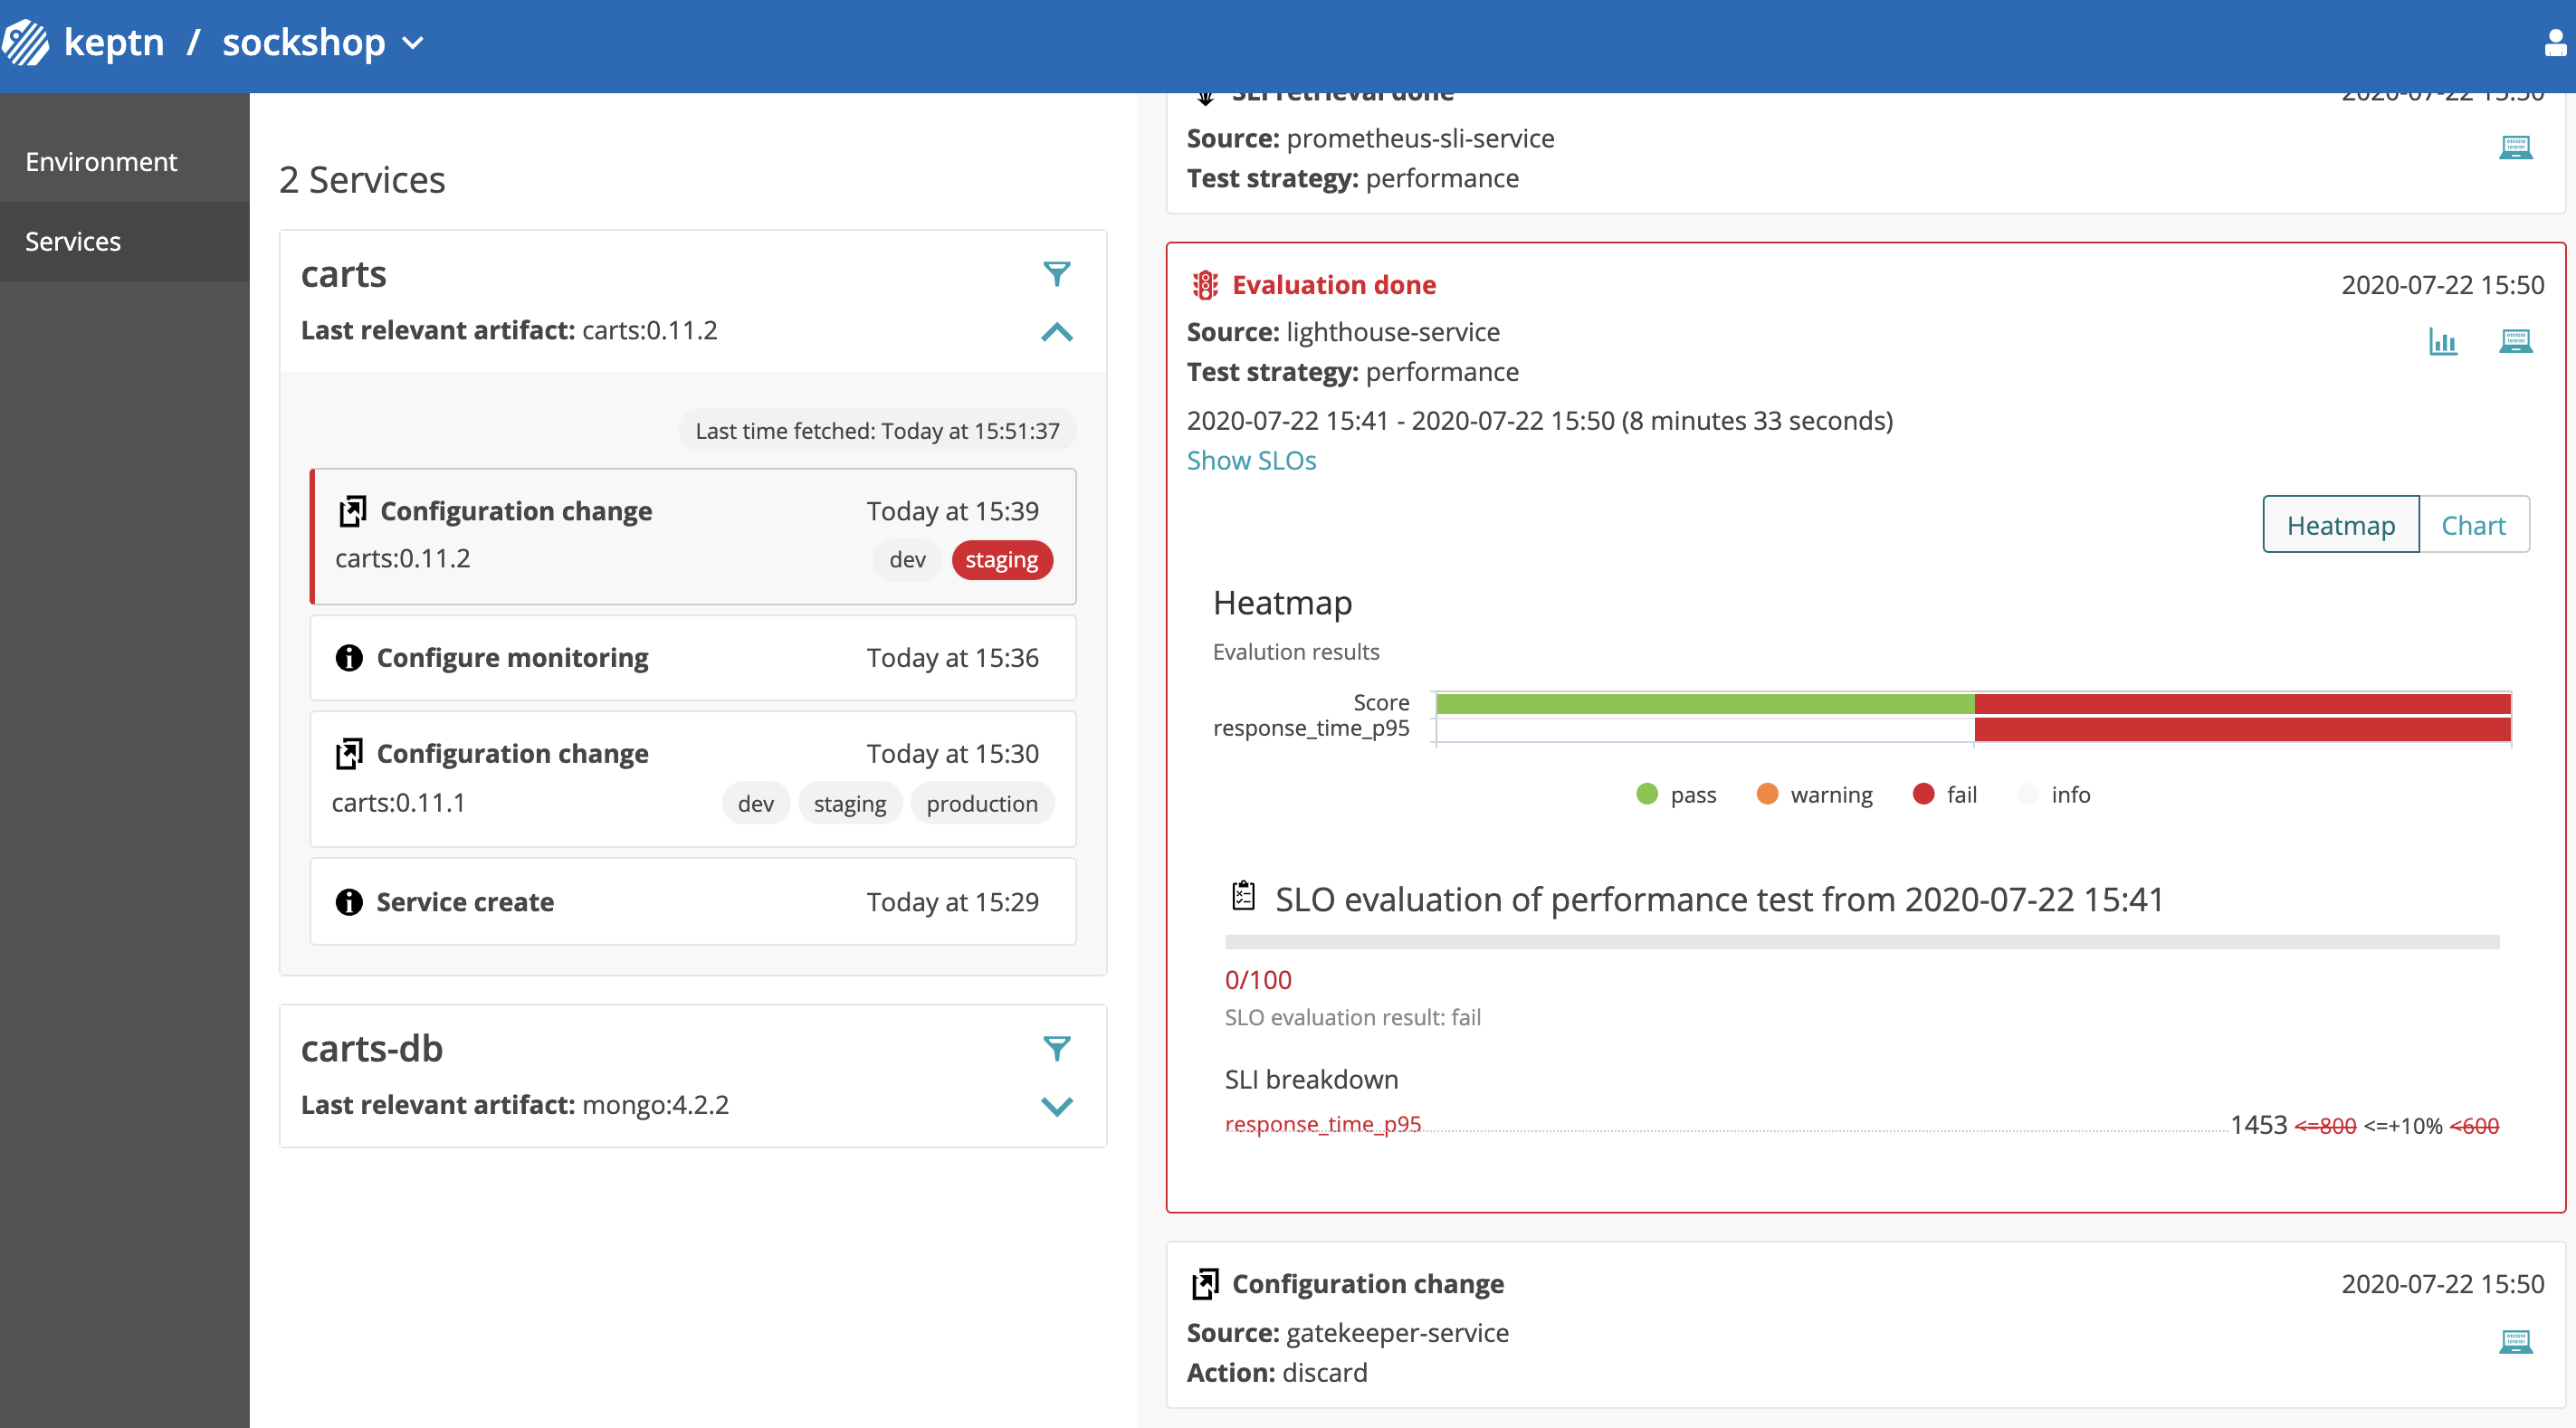 keptn / sockshop
Environment
Services
2 Services
carts
Last relevant artifact: carts:0.11.2
Last time fetched: Today at 15:51:37
Configuration change Today at 15:39
carts:0.11.2 dev staging
Configure monitoring Today at 15:36
Configuration change Today at 15:30
carts:0.11.1 dev staging production
Service create Today at 15:29
carts-db
Last relevant artifact: mongo:4.2.2
SLI retrieval done 2020-07-22 15:50
Source: prometheus-sli-service
Test strategy: performance
Evaluation done 2020-07-22 15:50
Source: lighthouse-service
Test strategy: performance
2020-07-22 15:41 - 2020-07-22 15:50 (8 minutes 33 seconds)
Show SLOs
Heatmap Chart
Heatmap
Evalution results
Score
response_time_p95
pass warning fail info
SLO evaluation of performance test from 2020-07-22 15:41
0/100
SLO evaluation result: fail
SLI breakdown
response_time_p95 1453 <=800 <=+10% <600
Configuration change 2020-07-22 15:50
Source: gatekeeper-service
Action: discard